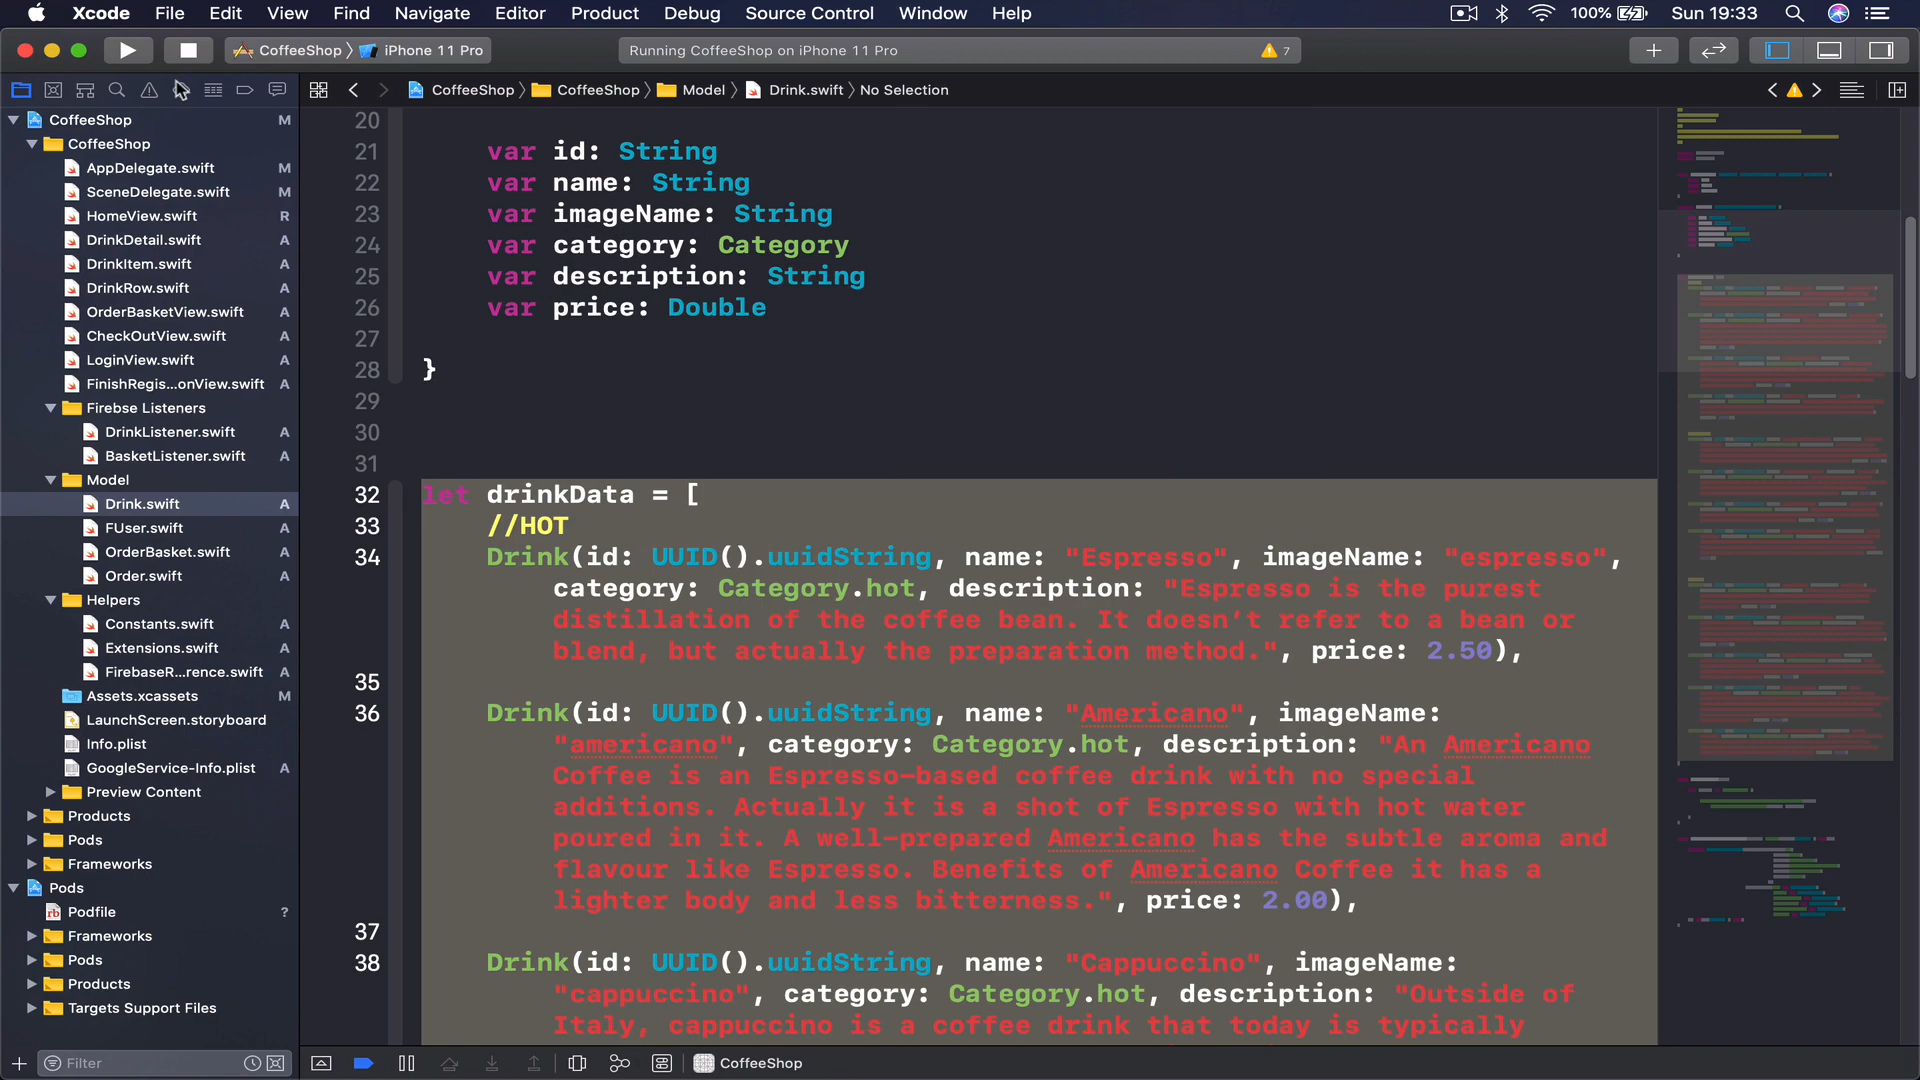 Xcode File Edit View Find Navigate Editor Product Debug Source Control Window Help 100% Sun 19:33
CoffeeShop iPhone 11 Pro Running CoffeeShop on iPhone 11 Pro 7
CoffeeShop CoffeeShop Model Drink.swift No Selection
CoffeeShop M
CoffeeShop
AppDelegate.swift M
SceneDelegate.swift M
HomeView.swift R
DrinkDetail.swift A
DrinkItem.swift A
DrinkRow.swift A
OrderBasketView.swift A
CheckOutView.swift A
LoginView.swift A
FinishRegis...onView.swift A
Firebse Listeners
DrinkListener.swift A
BasketListener.swift A
Model
Drink.swift A
FUser.swift A
OrderBasket.swift A
Order.swift A
Helpers
Constants.swift A
Extensions.swift A
FirebaseR...rence.swift A
Assets.xcassets M
LaunchScreen.storyboard
Info.plist
GoogleService-Info.plist A
Preview Content
Products
Pods
Frameworks
Pods
Podfile ?
Frameworks
Pods
Products
Targets Support Files
Filter
20
21 var id: String
22 var name: String
23 var imageName: String
24 var category: Category
25 var description: String
26 var price: Double
27
28 }
29
30
31
32 let drinkData = [
33 //HOT
34 Drink(id: UUID().uuidString, name: "Espresso", imageName: "espresso",
category: Category.hot, description: "Espresso is the purest
distillation of the coffee bean. It doesn’t refer to a bean or
blend, but actually the preparation method.", price: 2.50),
35
36 Drink(id: UUID().uuidString, name: "Americano", imageName:
"americano", category: Category.hot, description: "An Americano
Coffee is an Espresso-based coffee drink with no special
additions. Actually it is a shot of Espresso with hot water
poured in it. A well-prepared Americano has the subtle aroma and
flavour like Espresso. Benefits of Americano Coffee it has a
lighter body and less bitterness.", price: 2.00),
37
38 Drink(id: UUID().uuidString, name: "Cappuccino", imageName:
"cappuccino", category: Category.hot, description: "Outside of
Italy, cappuccino is a coffee drink that today is typically
CoffeeShop